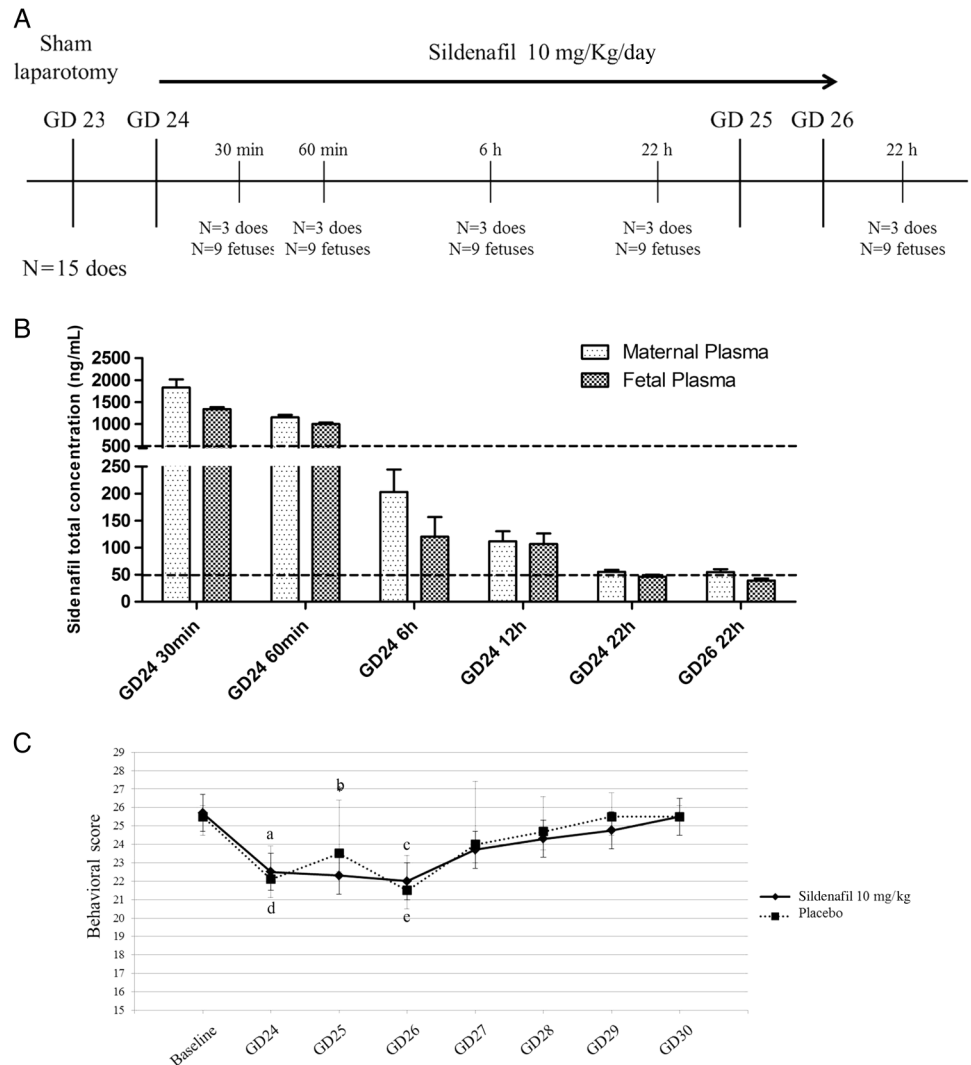 A
Sham
laparotomy
Sildenafil 10 mg/Kg/day
GD 23
GD 24
GD 25
GD 26
30 min
60 min
6 h
22 h
22 h
N=3 does
N=9 fetuses
N=3 does
N=9 fetuses
N=3 does
N=9 fetuses
N=3 does
N=9 fetuses
N=3 does
N=9 fetuses
N=15 does
B
Sidenafil total concentration (ng/mL)
2500
2000
1500
1000
500
250
200
150
100
50
0
Maternal Plasma
Fetal Plasma
GD24 30min
GD24 60min
GD24 6h
GD24 12h
GD24 22h
GD26 22h
C
Behavioral score
29
28
27
26
25
24
23
22
21
20
19
18
17
16
15
a
b
c
d
e
Sildenafil 10 mg/kg
Placebo
Baseline
GD24
GD25
GD26
GD27
GD28
GD29
GD30